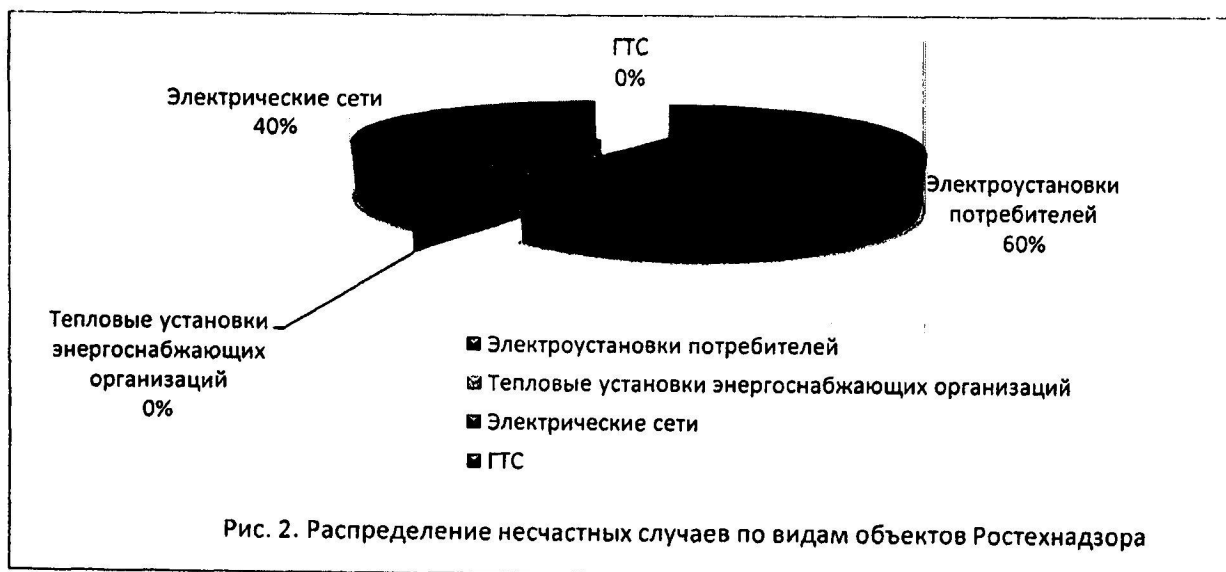 ГТС
0%
Электрические сети
40%
Электроустановки
потребителей
60%
Тепловые установки
энергоснабжающих
организаций
0%
Электроустановки потребителей
Тепловые установки энергоснабжающих организаций
Электрические сети
ГТС
Рис. 2. Распределение несчастных случаев по видам объектов Ростехнадзора